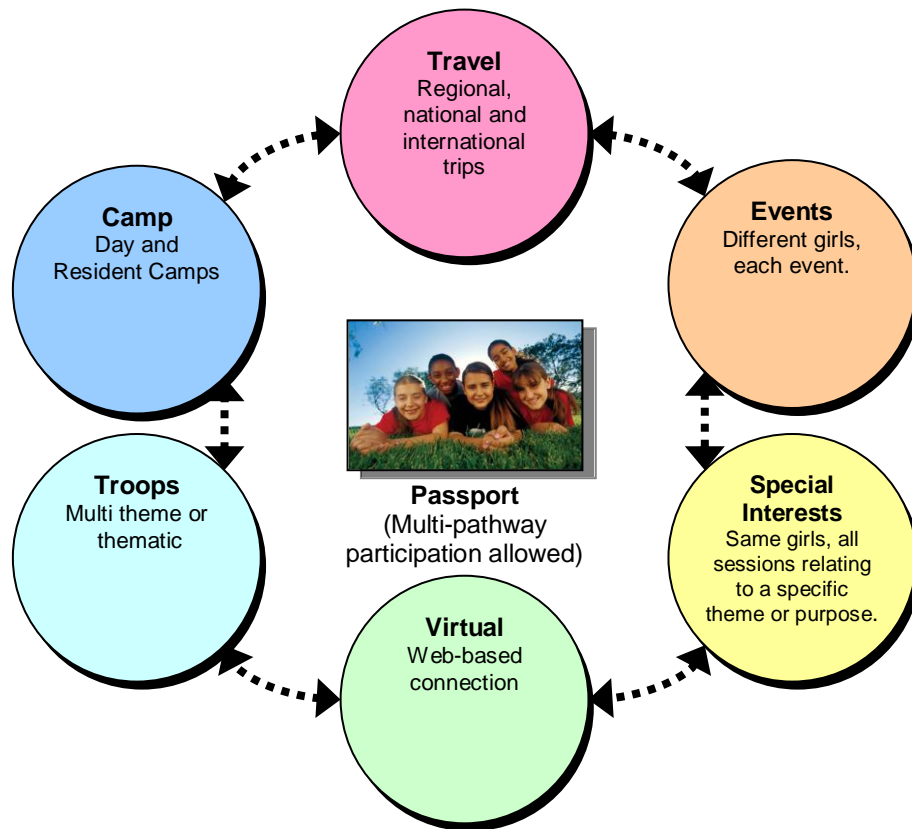 Travel
Regional,
national and
international
trips
Camp
Day and
Resident Camps
Events
Different girls,
each event.
Passport
(Multi-pathway
participation allowed)
Troops
Multi theme or
thematic
Special
Interests
Same girls, all
sessions relating
to a specific
theme or purpose.
Virtual
Web-based
connection